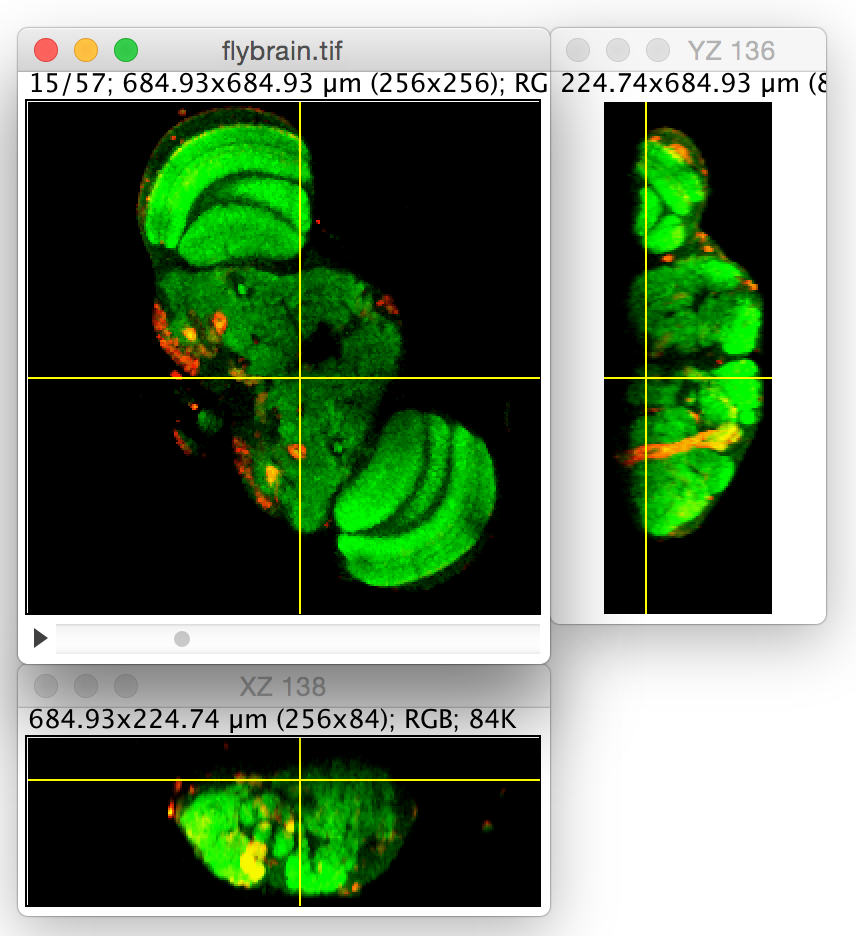 flybrain.tif
15/57; 684.93x684.93 µm (256x256); RG
YZ 136
224.74x684.93 µm (8
XZ 138
684.93x224.74 µm (256x84); RGB; 84K